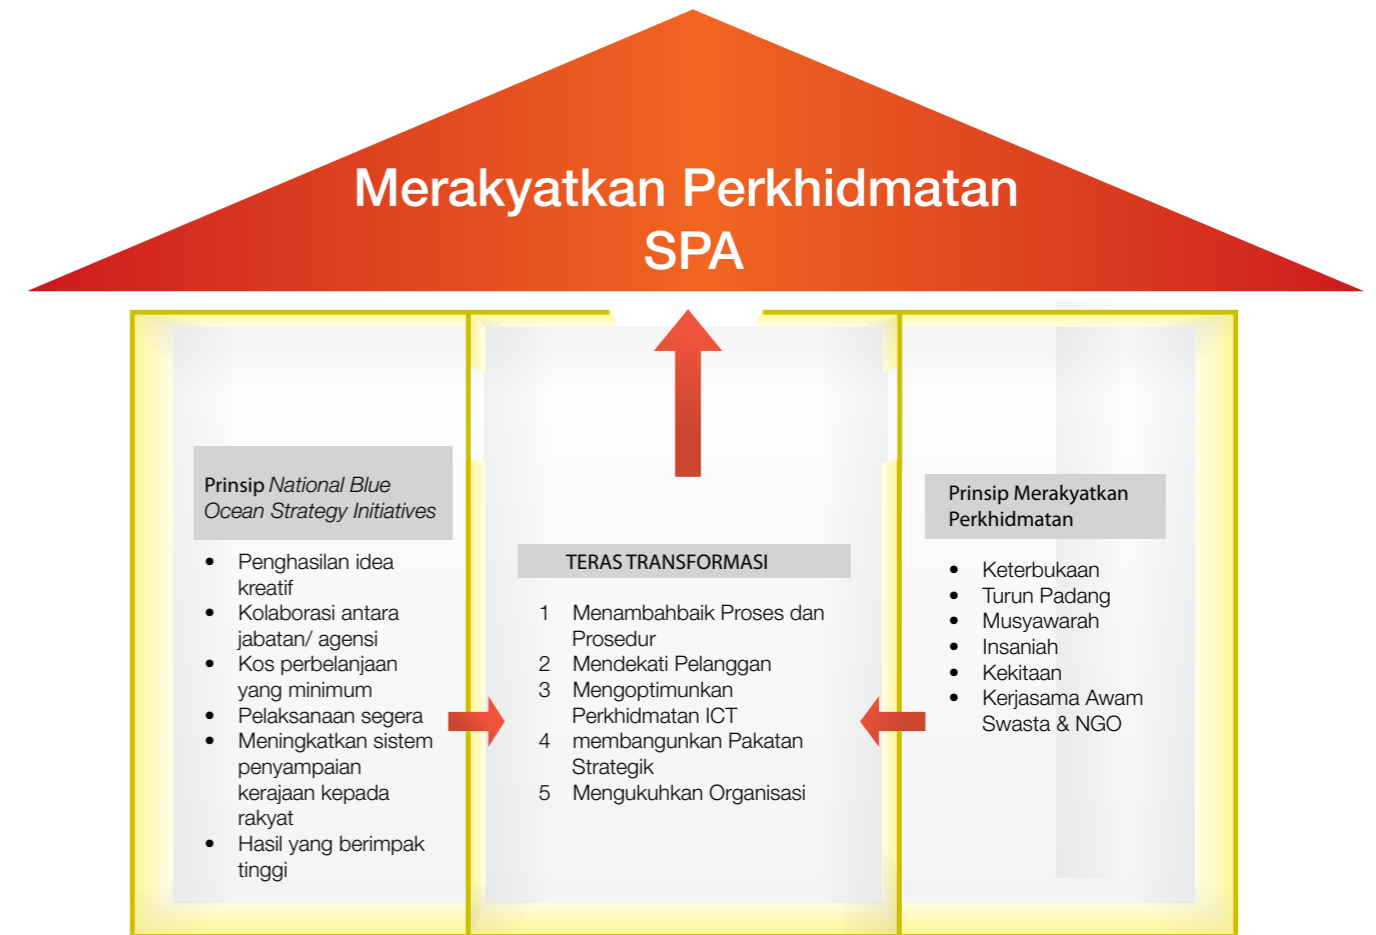 Merakyatkan Perkhidmatan
SPA
Prinsip National Blue
Ocean Strategy Initiatives
• Penghasilan idea
kreatif
• Kolaborasi antara
jabatan/ agensi
• Kos perbelanjaan
yang minimum
• Pelaksanaan segera
• Meningkatkan sistem
penyampaian
kerajaan kepada
rakyat
• Hasil yang berimpak
tinggi
TERAS TRANSFORMASI
1 Menambahbaik Proses dan
Prosedur
2 Mendekati Pelanggan
3 Mengoptimunkan
Perkhidmatan ICT
4 membangunkan Pakatan
Strategik
5 Mengukuhkan Organisasi
Prinsip Merakyatkan
Perkhidmatan
• Keterbukaan
• Turun Padang
• Musyawarah
• Insaniah
• Kekitaan
• Kerjasama Awam
Swasta & NGO